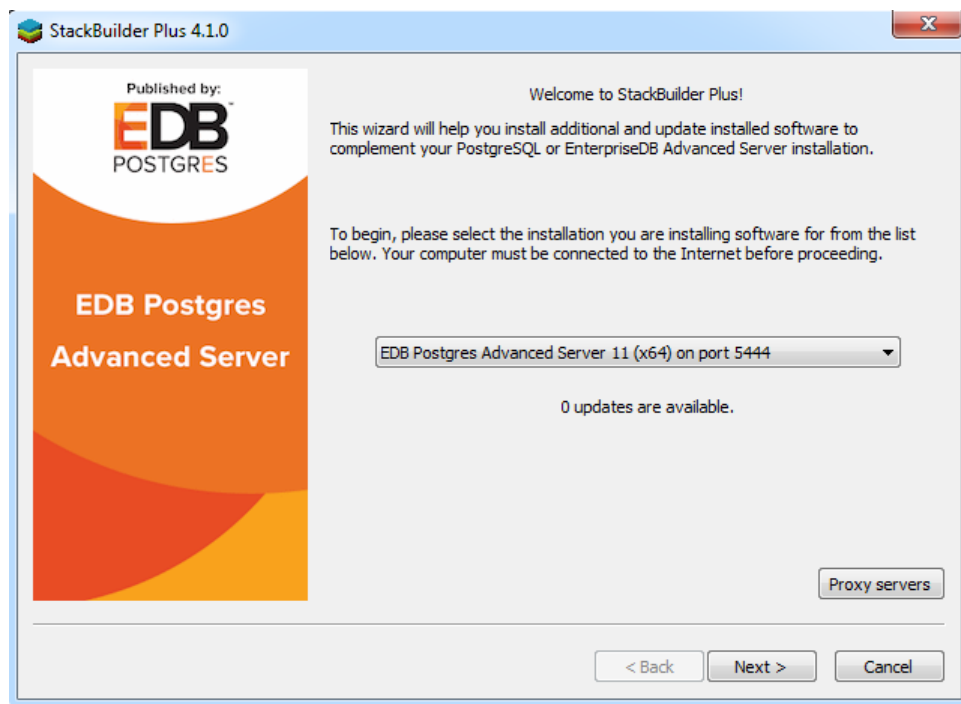 StackBuilder Plus 4.1.0
Published by:
EDB™
POSTGRES
EDB Postgres
Advanced Server
Welcome to StackBuilder Plus!
This wizard will help you install additional and update installed software to
complement your PostgreSQL or EnterpriseDB Advanced Server installation.
To begin, please select the installation you are installing software for from the list
below. Your computer must be connected to the Internet before proceeding.
EDB Postgres Advanced Server 11 (x64) on port 5444
0 updates are available.
Proxy servers
< Back
Next >
Cancel